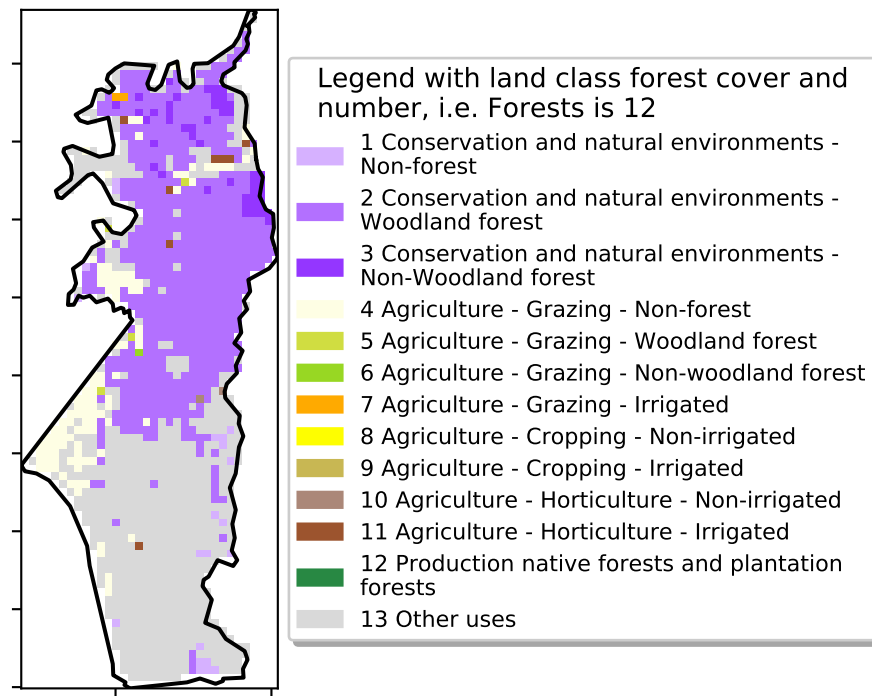 Legend with land class forest cover and
number, i.e. Forests is 12
1 Conservation and natural environments -
Non-forest
2 Conservation and natural environments -
Woodland forest
3 Conservation and natural environments -
Non-Woodland forest
4 Agriculture - Grazing - Non-forest
5 Agriculture - Grazing - Woodland forest
6 Agriculture - Grazing - Non-woodland forest
7 Agriculture - Grazing - Irrigated
8 Agriculture - Cropping - Non-irrigated
9 Agriculture - Cropping - Irrigated
10 Agriculture - Horticulture - Non-irrigated
11 Agriculture - Horticulture - Irrigated
12 Production native forests and plantation
forests
13 Other uses